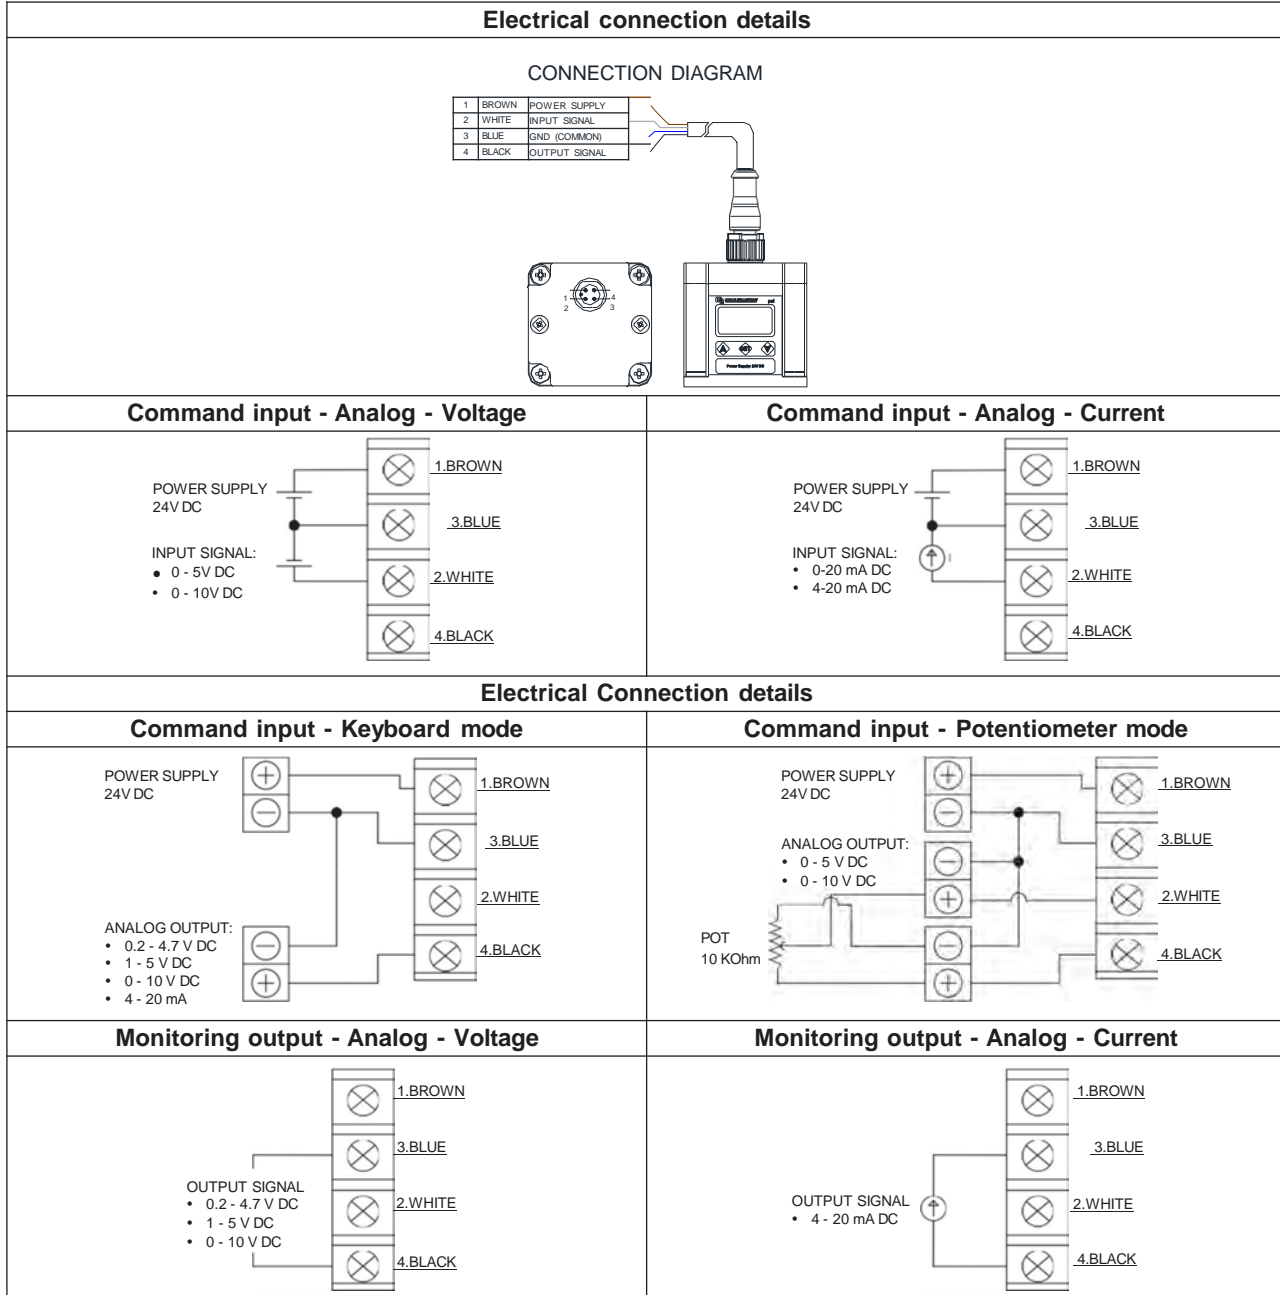 Electrical connection details
CONNECTION DIAGRAM
1 BROWN POWER SUPPLY
2 WHITE INPUT SIGNAL
3 BLUE GND (COMMON)
4 BLACK OUTPUT SIGNAL
1 4
2 3
psi
SET
Power Supply: 24V DC
Command input - Analog - Voltage
POWER SUPPLY
24V DC
INPUT SIGNAL:
● 0 - 5V DC
• 0 - 10V DC
1.BROWN
3.BLUE
2.WHITE
4.BLACK
Command input - Analog - Current
POWER SUPPLY
24V DC
INPUT SIGNAL:
• 0-20 mA DC
• 4-20 mA DC
I
1.BROWN
3.BLUE
2.WHITE
4.BLACK
Electrical Connection details
Command input - Keyboard mode
POWER SUPPLY
24V DC
ANALOG OUTPUT:
• 0.2 - 4.7 V DC
• 1 - 5 V DC
• 0 - 10 V DC
• 4 - 20 mA
1.BROWN
3.BLUE
2.WHITE
4.BLACK
Command input - Potentiometer mode
POWER SUPPLY
24V DC
ANALOG OUTPUT:
• 0 - 5 V DC
• 0 - 10 V DC
POT
10 KOhm
1.BROWN
3.BLUE
2.WHITE
4.BLACK
Monitoring output - Analog - Voltage
OUTPUT SIGNAL
• 0.2 - 4.7 V DC
• 1 - 5 V DC
• 0 - 10 V DC
1.BROWN
3.BLUE
2.WHITE
4.BLACK
Monitoring output - Analog - Current
OUTPUT SIGNAL
• 4 - 20 mA DC
1.BROWN
3.BLUE
2.WHITE
4.BLACK